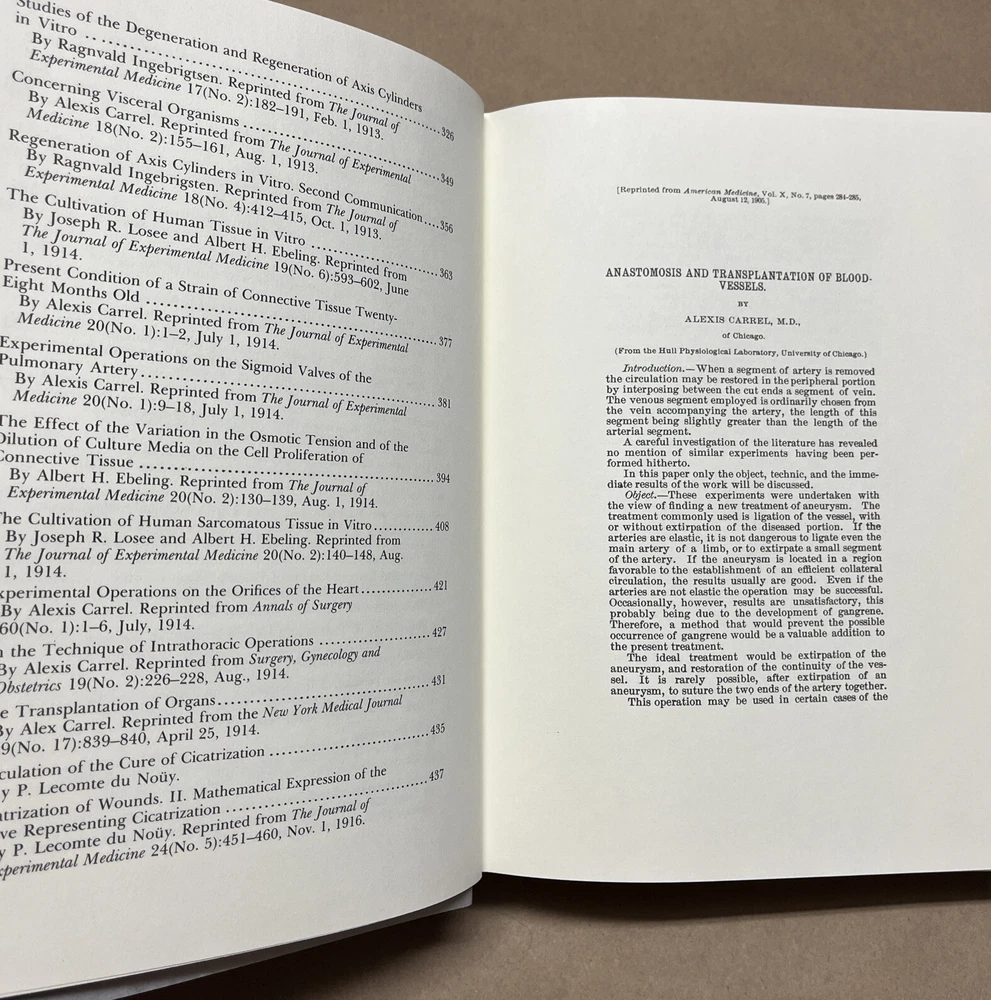 Studies of the Degeneration and Regeneration of Axis Cylinders
in Vitro ........ 326
By Ragnvald Ingebrigtsen. Reprinted from The Journal of
Experimental Medicine 17(No. 2):182–191, Feb. 1, 1913.
Concerning Visceral Organisms ........ 349
By Alexis Carrel. Reprinted from The Journal of Experimental
Medicine 18(No. 2):155–161, Aug. 1, 1913.
Regeneration of Axis Cylinders in Vitro. Second Communication ... 356
By Ragnvald Ingebrigsten. Reprinted from The Journal of
Experimental Medicine 18(No. 4):412–415, Oct. 1, 1913.
The Cultivation of Human Tissue in Vitro ........ 363
By Joseph R. Losee and Albert H. Ebeling. Reprinted from
The Journal of Experimental Medicine 19(No. 6):593–602, June
1, 1914.
Present Condition of a Strain of Connective Tissue Twenty-
Eight Months Old ........ 377
By Alexis Carrel. Reprinted from The Journal of Experimental
Medicine 20(No. 1):1–2, July 1, 1914.
Experimental Operations on the Sigmoid Valves of the
Pulmonary Artery ........ 381
By Alexis Carrel. Reprinted from The Journal of Experimental
Medicine 20(No. 1):9–18, July 1, 1914.
The Effect of the Variation in the Osmotic Tension and of the
Dilution of Culture Media on the Cell Proliferation of
Connective Tissue ........ 394
By Albert H. Ebeling. Reprinted from The Journal of
Experimental Medicine 20(No. 2):130–139, Aug. 1, 1914.
The Cultivation of Human Sarcomatous Tissue in Vitro ........ 408
By Joseph R. Losee and Albert H. Ebeling. Reprinted from
The Journal of Experimental Medicine 20(No. 2):140–148, Aug.
1, 1914.
xperimental Operations on the Orifices of the Heart ........ 421
By Alexis Carrel. Reprinted from Annals of Surgery
60(No. 1):1–6, July, 1914.
n the Technique of Intrathoracic Operations ........ 427
By Alexis Carrel. Reprinted from Surgery, Gynecology and
Obstetrics 19(No. 2):226–228, Aug., 1914.
e Transplantation of Organs ........ 431
By Alex Carrel. Reprinted from the New York Medical Journal
9(No. 17):839–840, April 25, 1914.
culation of the Cure of Cicatrization ........ 435
y P. Lecomte du Noüy.
atrization of Wounds. II. Mathematical Expression of the
ve Representing Cicatrization ........ 437
y P. Lecomte du Noüy. Reprinted from The Journal of
xperimental Medicine 24(No. 5):451–460, Nov. 1, 1916.
[Reprinted from American Medicine, Vol. X, No. 7, pages 284-285,
August 12, 1905.]
ANASTOMOSIS AND TRANSPLANTATION OF BLOOD-
VESSELS.
BY
ALEXIS CARREL, M.D.,
of Chicago.
(From the Hull Physiological Laboratory, University of Chicago.)
Introduction.—When a segment of artery is removed
the circulation may be restored in the peripheral portion
by interposing between the cut ends a segment of vein.
The venous segment employed is ordinarily chosen from
the vein accompanying the artery, the length of this
segment being slightly greater than the length of the
arterial segment.
A careful investigation of the literature has revealed
no mention of similar experiments having been per-
formed hitherto.
In this paper only the object, technic, and the imme-
diate results of the work will be discussed.
Object.—These experiments were undertaken with
the view of finding a new treatment of aneurysm. The
treatment commonly used is ligation of the vessel, with
or without extirpation of the diseased portion. If the
arteries are elastic, it is not dangerous to ligate even the
main artery of a limb, or to extirpate a small segment
of the artery. If the aneurysm is located in a region
favorable to the establishment of an efficient collateral
circulation, the results usually are good. Even if the
arteries are not elastic the operation may be successful.
Occasionally, however, results are unsatisfactory, this
probably being due to the development of gangrene.
Therefore, a method that would prevent the possible
occurrence of gangrene would be a valuable addition to
the present treatment.
The ideal treatment would be extirpation of the
aneurysm, and restoration of the continuity of the ves-
sel. It is rarely possible, after extirpation of an
aneurysm, to suture the two ends of the artery together.
This operation may be used in certain cases of the